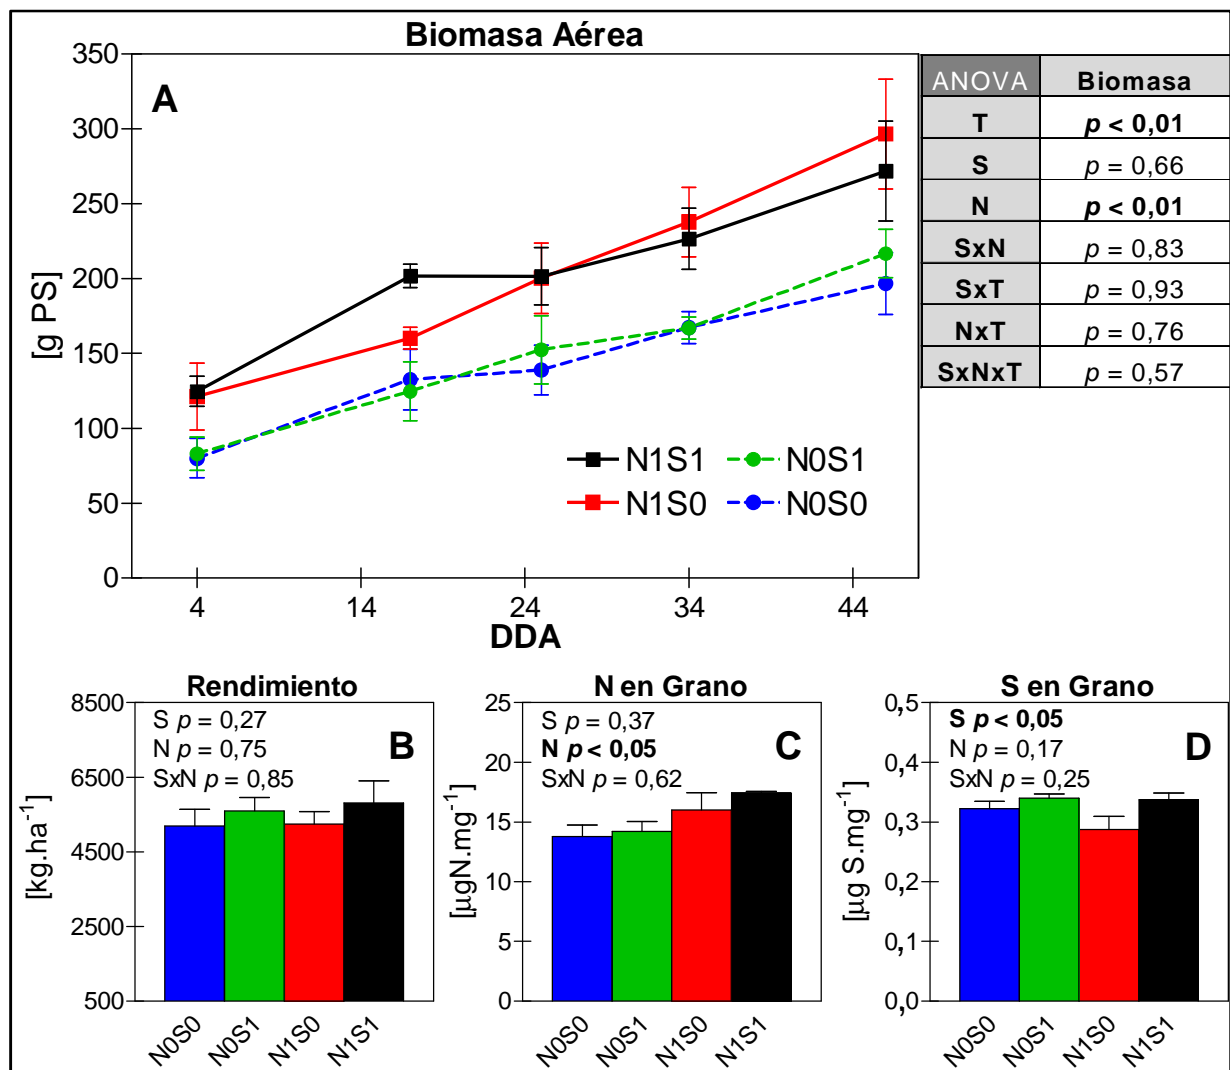 Biomasa Aérea
A
[g PS]
350
300
250
200
150
100
50
0
4 14 24 34 44
DDA
N1S1 N0S1
N1S0 N0S0
ANOVA Biomasa
T p < 0,01
S p = 0,66
N p < 0,01
SxN p = 0,83
SxT p = 0,93
NxT p = 0,76
SxNxT p = 0,57
Rendimiento
B
S p = 0,27
N p = 0,75
SxN p = 0,85
[kg.ha⁻¹]
8500
6500
4500
2500
500
N0S0 N0S1 N1S0 N1S1
N en Grano
C
S p = 0,37
N p < 0,05
SxN p = 0,62
[µgN.mg⁻¹]
25
20
15
10
5
0
N0S0 N0S1 N1S0 N1S1
S en Grano
D
S p < 0,05
N p = 0,17
SxN p = 0,25
[µg S.mg⁻¹]
0,5
0,4
0,3
0,2
0,1
0,0
N0S0 N0S1 N1S0 N1S1